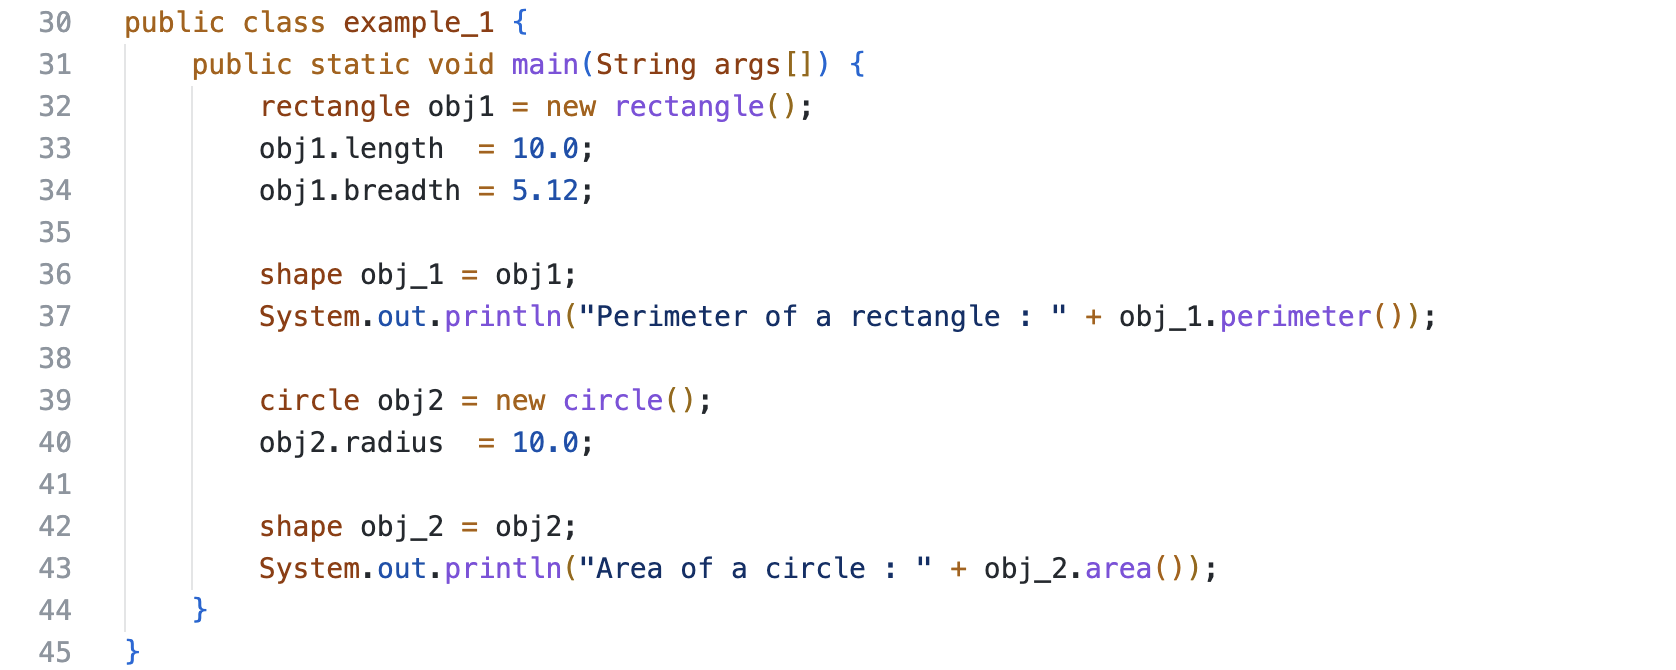 30 public class example_1 {
31     public static void main(String args[]) {
32         rectangle obj1 = new rectangle();
33         obj1.length  = 10.0;
34         obj1.breadth = 5.12;
35
36         shape obj_1 = obj1;
37         System.out.println("Perimeter of a rectangle : " + obj_1.perimeter());
38
39         circle obj2 = new circle();
40         obj2.radius  = 10.0;
41
42         shape obj_2 = obj2;
43         System.out.println("Area of a circle : " + obj_2.area());
44     }
45 }